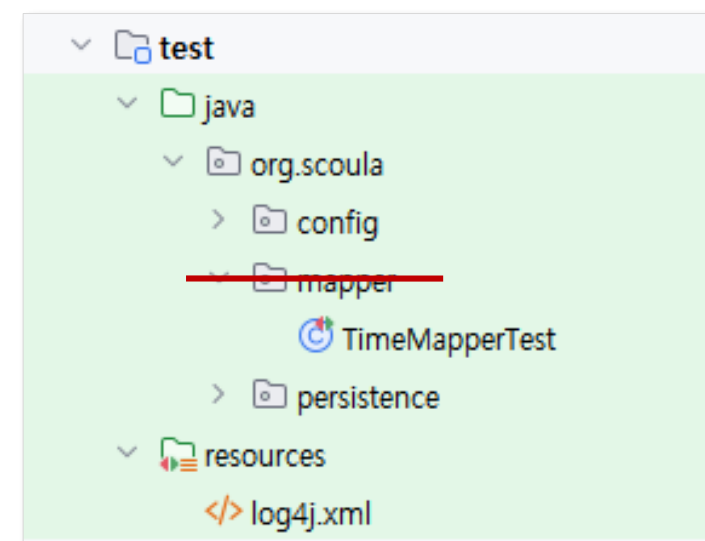 test
java
org.scoula
config
mapper
TimeMapperTest
persistence
resources
log4j.xml